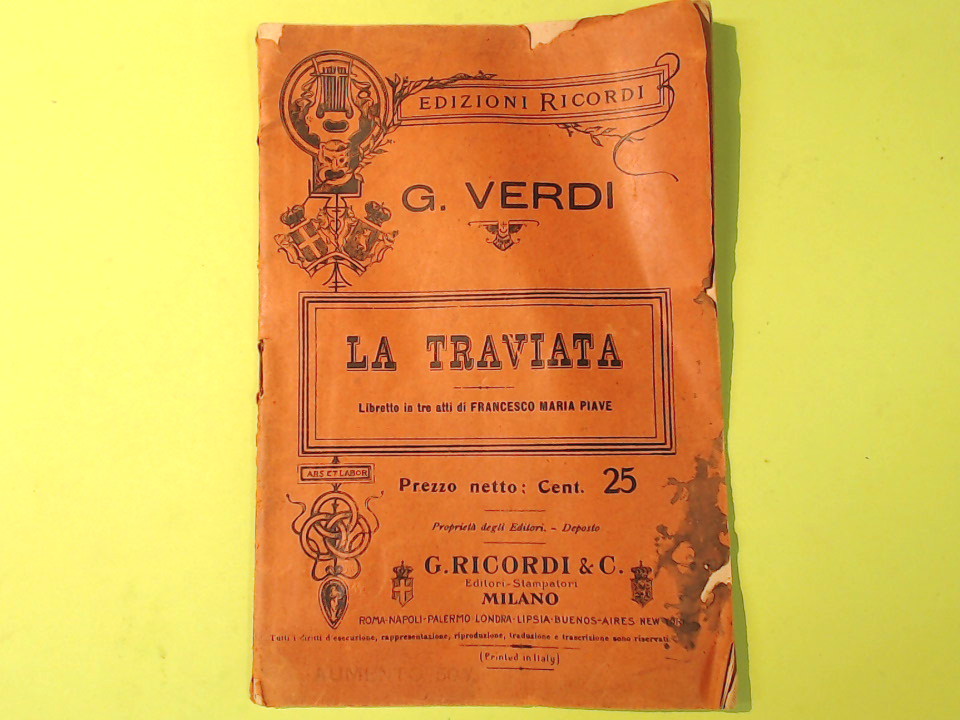 EDIZIONI RICORDI
G. VERDI
LA TRAVIATA
Libretto in tre atti di FRANCESCO MARIA PIAVE
ARS ET LABOR
Prezzo netto: Cent. 25
Proprietà degli Editori. - Deposto
G. RICORDI & C.
Editori-Stampatori
MILANO
ROMA-NAPOLI-PALERMO-LONDRA-LIPSIA-BUENOS-AIRES NEW-YORK
Tutti i diritti d'esecuzione, rappresentazione, riproduzione, traduzione e trascrizione sono riservati.
(Printed in Italy)
AUMENTO